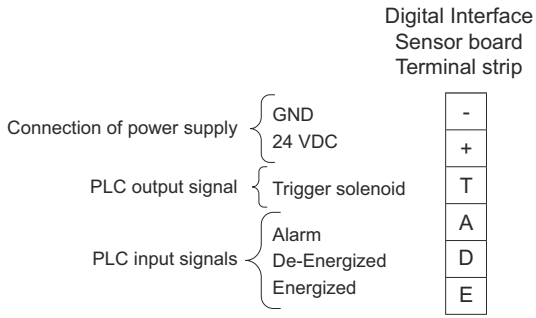 Digital Interface
Sensor board
Terminal strip
Connection of power supply
GND
24 VDC
-
+
PLC output signal
Trigger solenoid
T
PLC input signals
Alarm
De-Energized
Energized
A
D
E